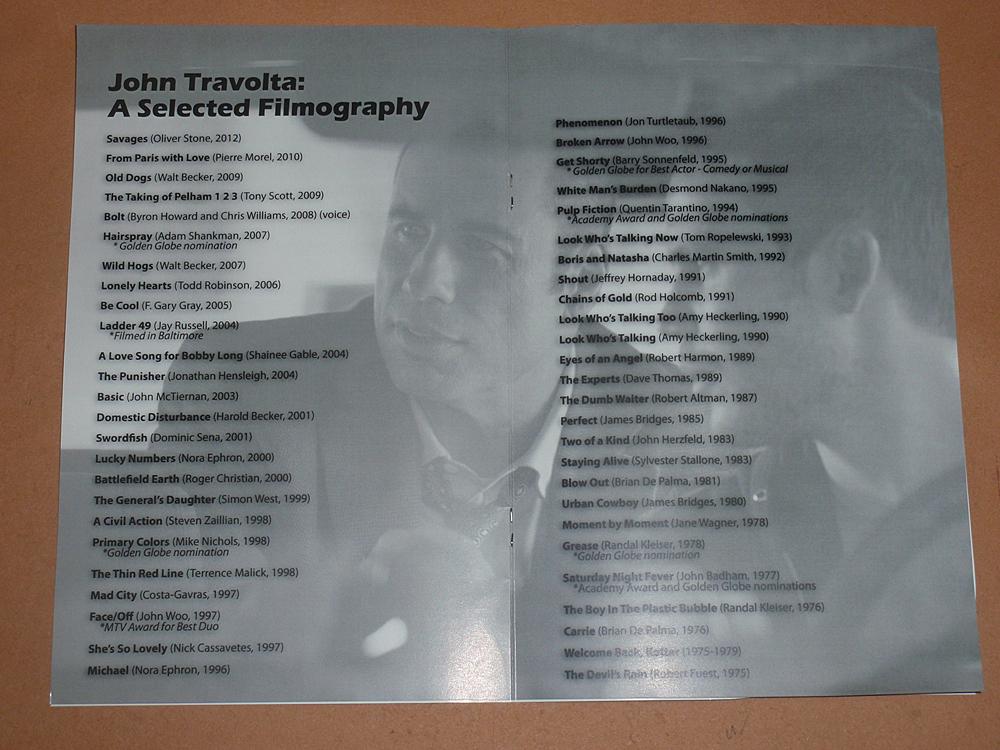 John Travolta:
A Selected Filmography
Savages (Oliver Stone, 2012)
From Paris with Love (Pierre Morel, 2010)
Old Dogs (Walt Becker, 2009)
The Taking of Pelham 1 2 3 (Tony Scott, 2009)
Bolt (Byron Howard and Chris Williams, 2008) (voice)
Hairspray (Adam Shankman, 2007)
* Golden Globe nomination
Wild Hogs (Walt Becker, 2007)
Lonely Hearts (Todd Robinson, 2006)
Be Cool (F. Gary Gray, 2005)
Ladder 49 (Jay Russell, 2004)
*Filmed in Baltimore
A Love Song for Bobby Long (Shainee Gable, 2004)
The Punisher (Jonathan Hensleigh, 2004)
Basic (John McTiernan, 2003)
Domestic Disturbance (Harold Becker, 2001)
Swordfish (Dominic Sena, 2001)
Lucky Numbers (Nora Ephron, 2000)
Battlefield Earth (Roger Christian, 2000)
The General's Daughter (Simon West, 1999)
A Civil Action (Steven Zaillian, 1998)
Primary Colors (Mike Nichols, 1998)
*Golden Globe nomination
The Thin Red Line (Terrence Malick, 1998)
Mad City (Costa-Gavras, 1997)
Face/Off (John Woo, 1997)
*MTV Award for Best Duo
She's So Lovely (Nick Cassavetes, 1997)
Michael (Nora Ephron, 1996)
Phenomenon (Jon Turtletaub, 1996)
Broken Arrow (John Woo, 1996)
Get Shorty (Barry Sonnenfeld, 1995)
* Golden Globe for Best Actor - Comedy or Musical
White Man's Burden (Desmond Nakano, 1995)
Pulp Fiction (Quentin Tarantino, 1994)
*Academy Award and Golden Globe nominations
Look Who's Talking Now (Tom Ropelewski, 1993)
Boris and Natasha (Charles Martin Smith, 1992)
Shout (Jeffrey Hornaday, 1991)
Chains of Gold (Rod Holcomb, 1991)
Look Who's Talking Too (Amy Heckerling, 1990)
Look Who's Talking (Amy Heckerling, 1990)
Eyes of an Angel (Robert Harmon, 1989)
The Experts (Dave Thomas, 1989)
The Dumb Waiter (Robert Altman, 1987)
Perfect (James Bridges, 1985)
Two of a Kind (John Herzfeld, 1983)
Staying Alive (Sylvester Stallone, 1983)
Blow Out (Brian De Palma, 1981)
Urban Cowboy (James Bridges, 1980)
Moment by Moment (Jane Wagner, 1978)
Grease (Randal Kleiser, 1978)
*Golden Globe nomination
Saturday Night Fever (John Badham, 1977)
*Academy Award and Golden Globe nominations
The Boy In The Plastic Bubble (Randal Kleiser, 1976)
Carrie (Brian De Palma, 1976)
Welcome Back, Kotter (1975-1979)
The Devil's Rain (Robert Fuest, 1975)